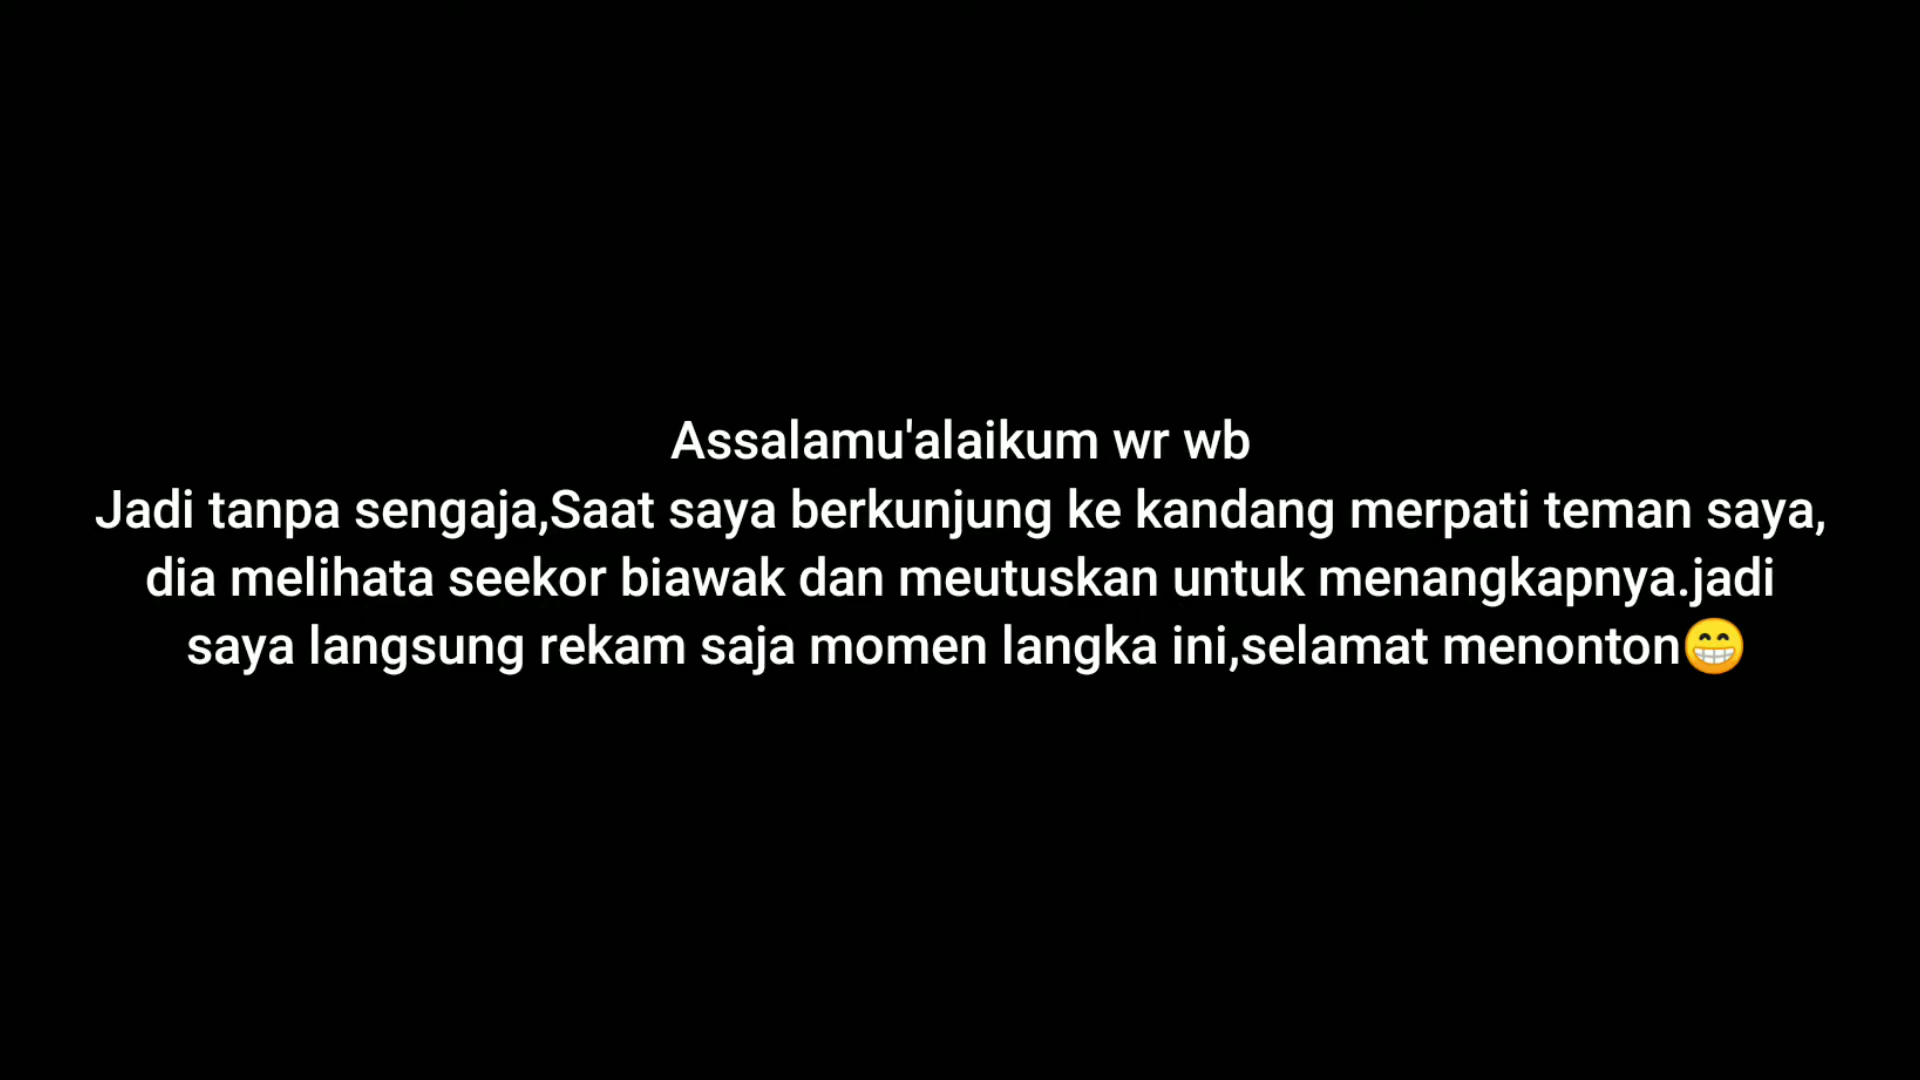 Assalamu'alaikum wr wb
Jadi tanpa sengaja,Saat saya berkunjung ke kandang merpati teman saya,
dia melihata seekor biawak dan meutuskan untuk menangkapnya.jadi
saya langsung rekam saja momen langka ini,selamat menonton😁